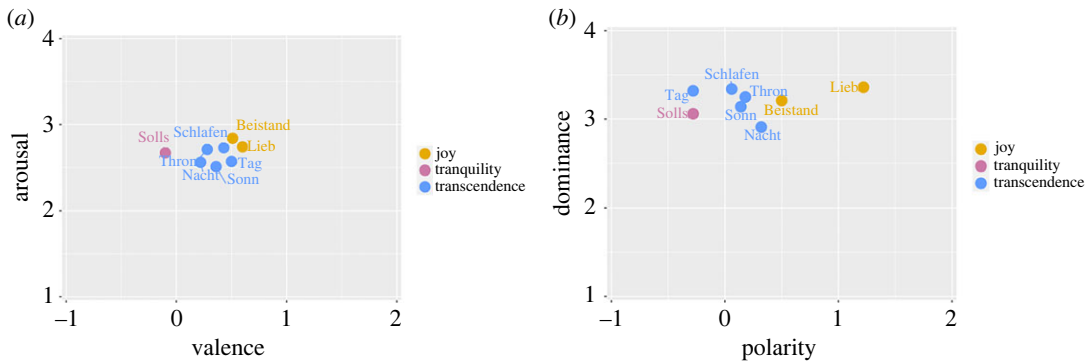 (a)
4
3
2
1
arousal
Solls
Schlafen
Beistand
Lieb
Thron
Tag
Nacht
Sonn
–1
0
1
2
valence
joy
tranquility
transcendence
(b)
4
3
2
1
dominance
Schlafen
Tag
Thron
Lieb
Solls
Sonn
Beistand
Nacht
–1
0
1
2
polarity
joy
tranquility
transcendence